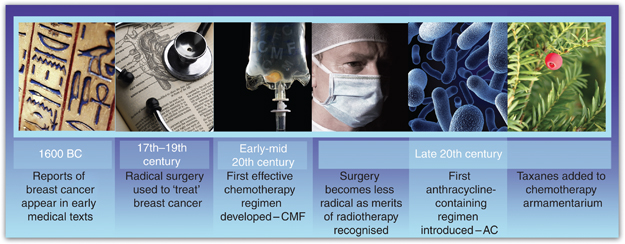 CMF
1600 BC
Reports of
breast cancer
appear in early
medical texts
17th–19th
century
Radical surgery
used to ‘treat’
breast cancer
Early-mid
20th century
First effective
chemotherapy
regimen
developed – CMF
Late 20th century
Surgery
becomes less
radical as merits
of radiotherapy
recognised
First
anthracycline-
containing
regimen
introduced – AC
Taxanes added to
chemotherapy
armamentarium